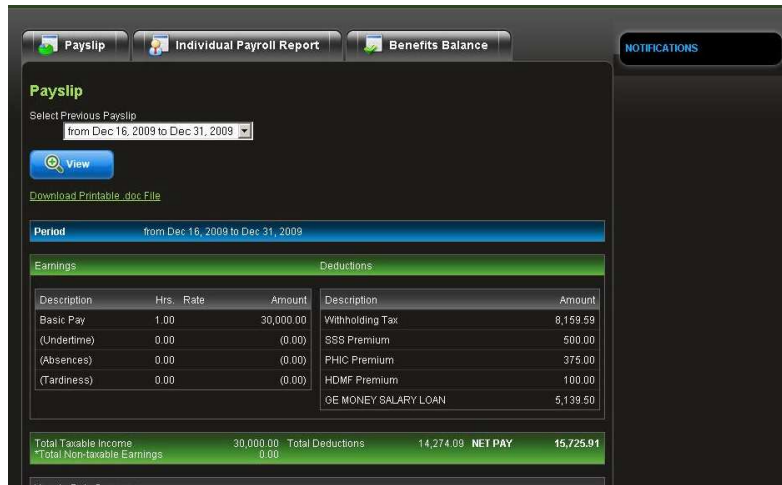 Payslip Individual Payroll Report Benefits Balance
NOTIFICATIONS
Payslip
Select Previous Payslip
from Dec 16, 2009 to Dec 31, 2009
View
Download Printable .doc File
Period from Dec 16, 2009 to Dec 31, 2009
Earnings Deductions
Description Hrs. Rate Amount Description Amount
Basic Pay 1.00 30,000.00 Withholding Tax 8,159.59
(Undertime) 0.00 (0.00) SSS Premium 500.00
(Absences) 0.00 (0.00) PHIC Premium 375.00
(Tardiness) 0.00 (0.00) HDMF Premium 100.00
GE MONEY SALARY LOAN 5,139.50
Total Taxable Income 30,000.00 Total Deductions 14,274.09 NET PAY 15,725.91
*Total Non-taxable Earnings 0.00